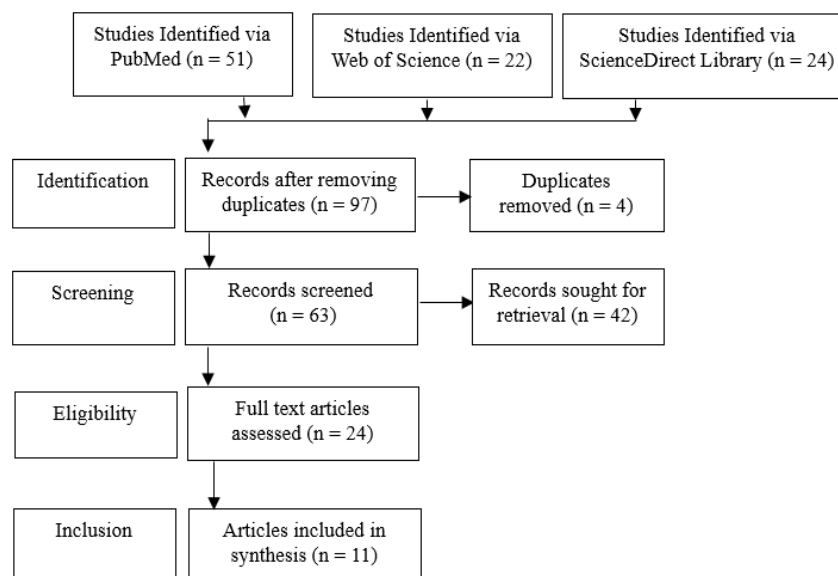 Studies Identified via
PubMed (n = 51)
Studies Identified via
Web of Science (n = 22)
Studies Identified via
ScienceDirect Library (n = 24)
Identification
Records after removing
duplicates (n = 97)
Duplicates
removed (n = 4)
Screening
Records screened
(n = 63)
Records sought for
retrieval (n = 42)
Eligibility
Full text articles
assessed (n = 24)
Inclusion
Articles included in
synthesis (n = 11)